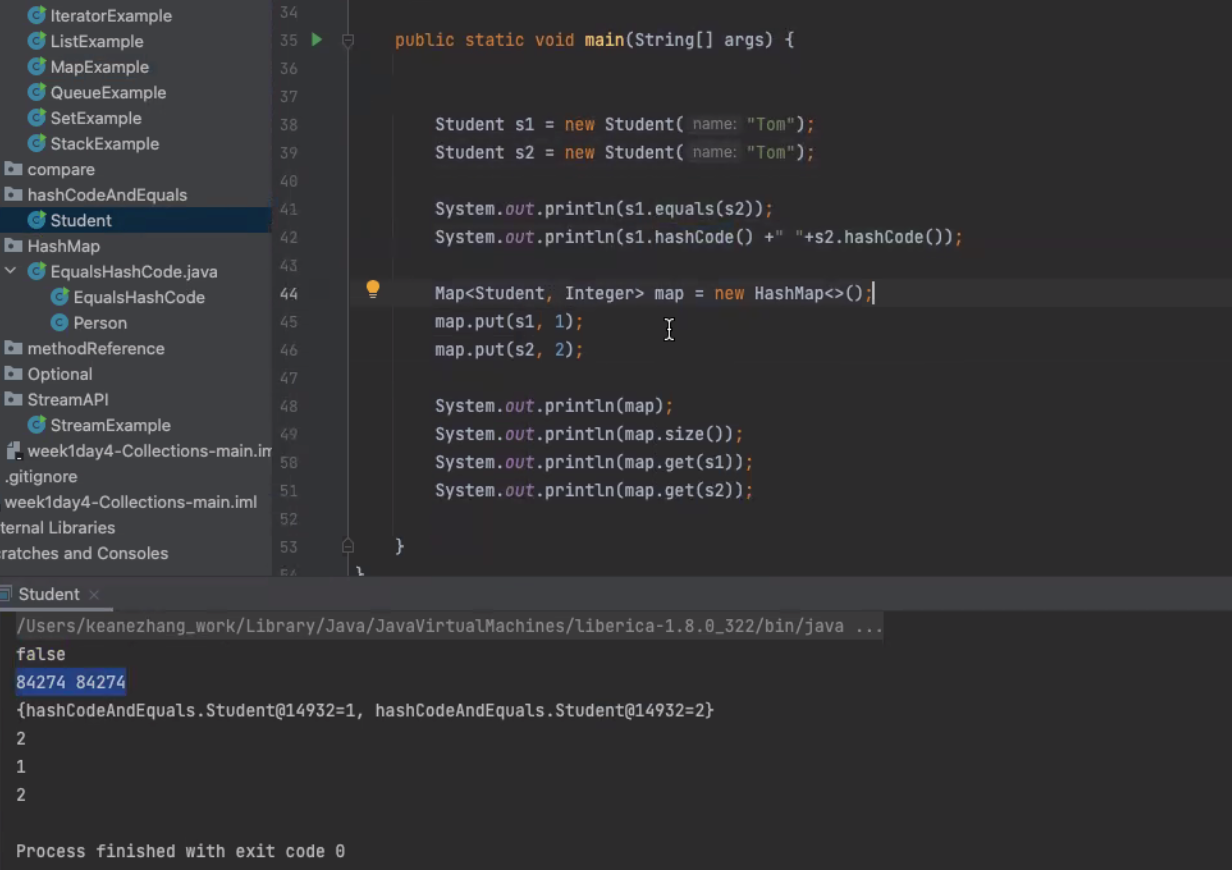 IteratorExample
ListExample
MapExample
QueueExample
SetExample
StackExample
compare
hashCodeAndEquals
Student
HashMap
EqualsHashCode.java
EqualsHashCode
Person
methodReference
Optional
StreamAPI
StreamExample
week1day4-Collections-main.im
.gitignore
week1day4-Collections-main.iml
ternal Libraries
ratches and Consoles
34
35 public static void main(String[] args) {
36
37
38 Student s1 = new Student( name: "Tom");
39 Student s2 = new Student( name: "Tom");
40
41 System.out.println(s1.equals(s2));
42 System.out.println(s1.hashCode() +" "+s2.hashCode());
43
44 Map<Student, Integer> map = new HashMap<>();
45 map.put(s1, 1);
46 map.put(s2, 2);
47
48 System.out.println(map);
49 System.out.println(map.size());
50 System.out.println(map.get(s1));
51 System.out.println(map.get(s2));
52
53 }
54 }
Student ×
/Users/keanezhang_work/Library/Java/JavaVirtualMachines/liberica-1.8.0_322/bin/java ...
false
84274 84274
{hashCodeAndEquals.Student@14932=1, hashCodeAndEquals.Student@14932=2}
2
1
2
Process finished with exit code 0